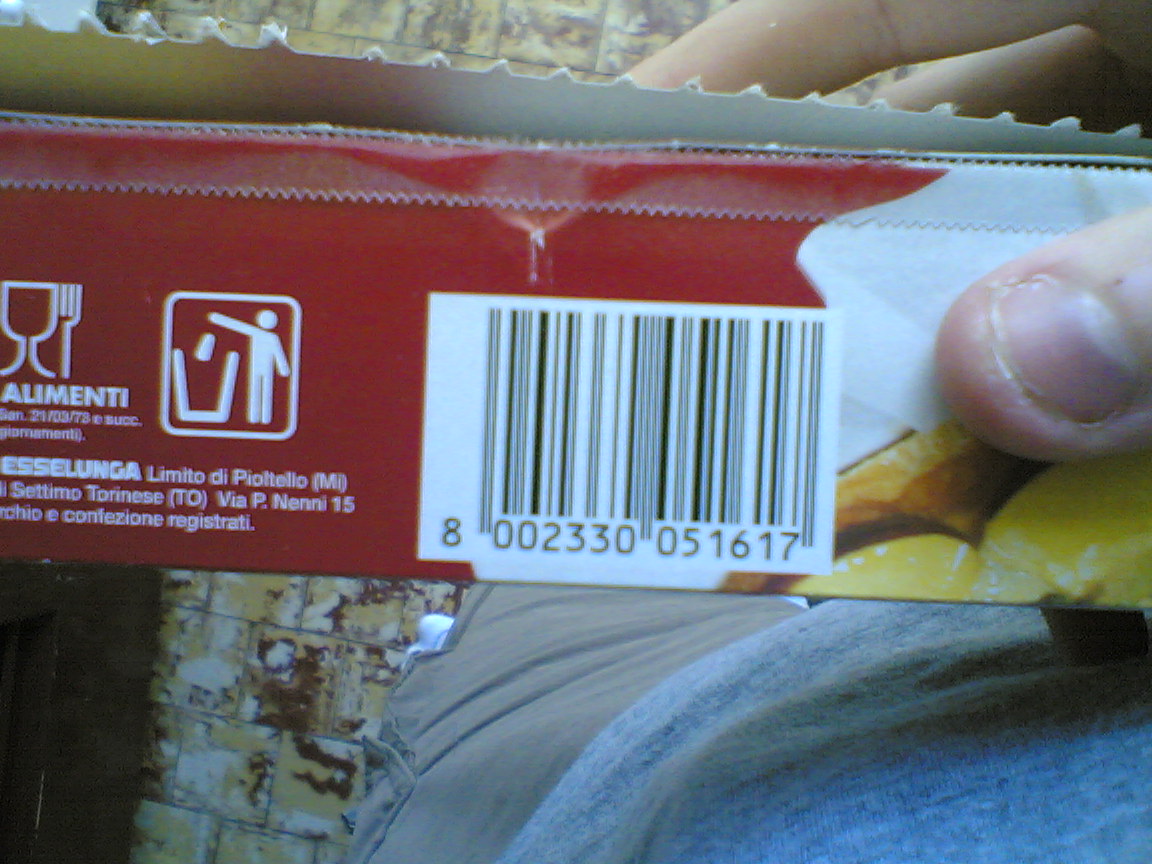 ALIMENTI
San. 21/03/73 e succ.
giornamenti).
ESSELUNGA Limito di Pioltello (Mi)
di Settimo Torinese (TO) Via P. Nenni 15
rchio e confezione registrati.
8 002330 051617